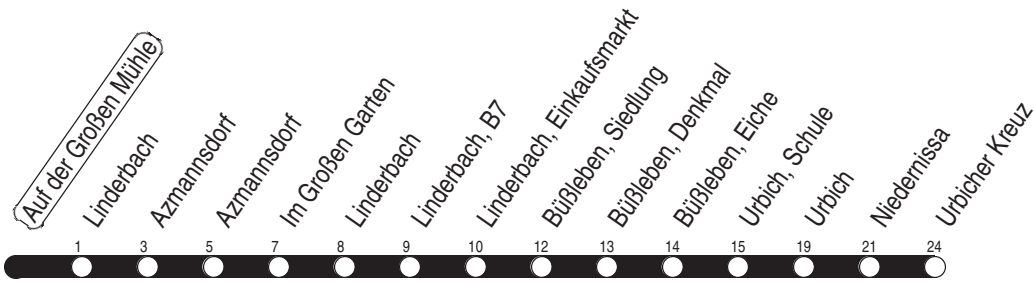 Auf der Großen Mühle
Linderbach
Azmannsdorf
Azmannsdorf
Im Großen Garten
Linderbach
Linderbach, B7
Linderbach, Einkaufsmarkt
Büßleben, Siedlung
Büßleben, Denkmal
Büßleben, Eiche
Urbich, Schule
Urbich
Niedernissa
Urbicher Kreuz
1 3 5 7 8 9 10 12 13 14 15 19 21 24